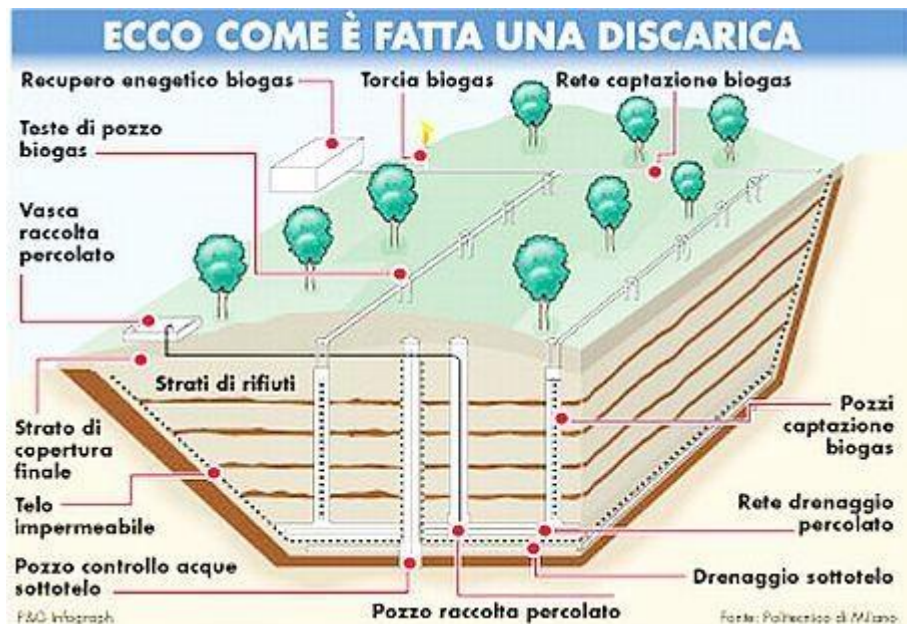 ECCO COME È FATTA UNA DISCARICA
Recupero enegetico biogas
Torcia biogas
Rete captazione biogas
Teste di pozzo
biogas
Vasca
raccolta
percolato
Strati di rifiuti
Strato di
copertura
finale
Pozzi
captazione
biogas
Telo
impermeabile
Rete drenaggio
percolato
Pozzo controllo acque
sottotelo
Drenaggio sottotelo
Pozzo raccolta percolato
P&G Infograph
Fonte: Politecnico di Milano